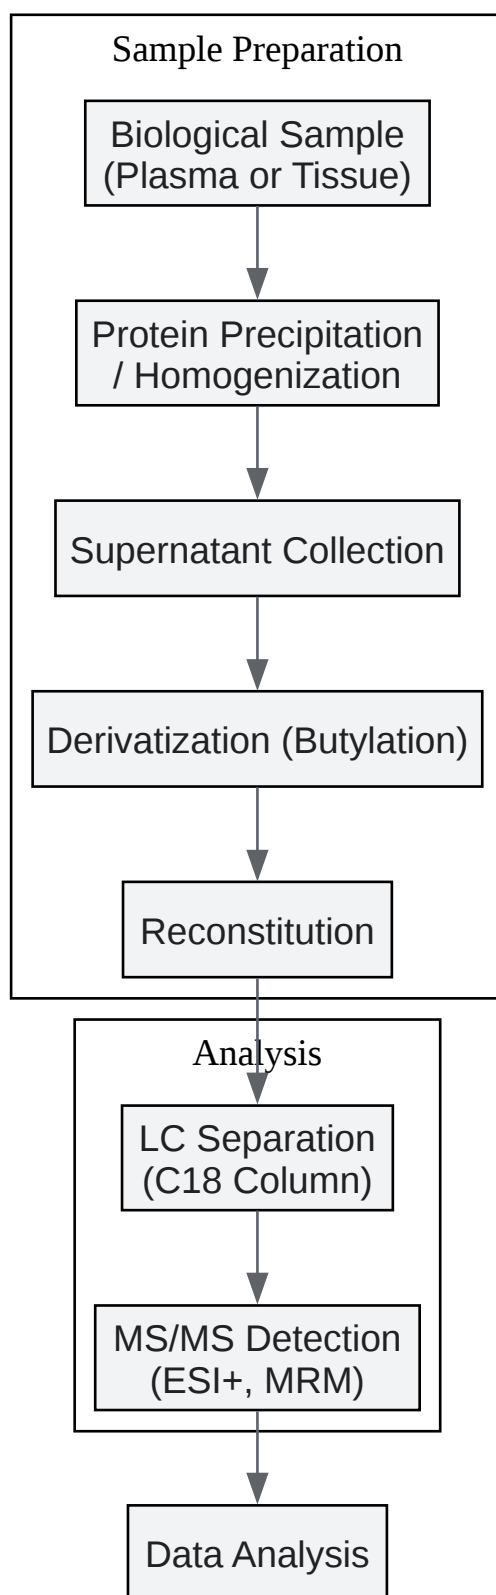 Sample Preparation
Biological Sample
(Plasma or Tissue)
Protein Precipitation
/ Homogenization
Supernatant Collection
Derivatization (Butylation)
Reconstitution
Analysis
LC Separation
(C18 Column)
MS/MS Detection
(ESI+, MRM)
Data Analysis